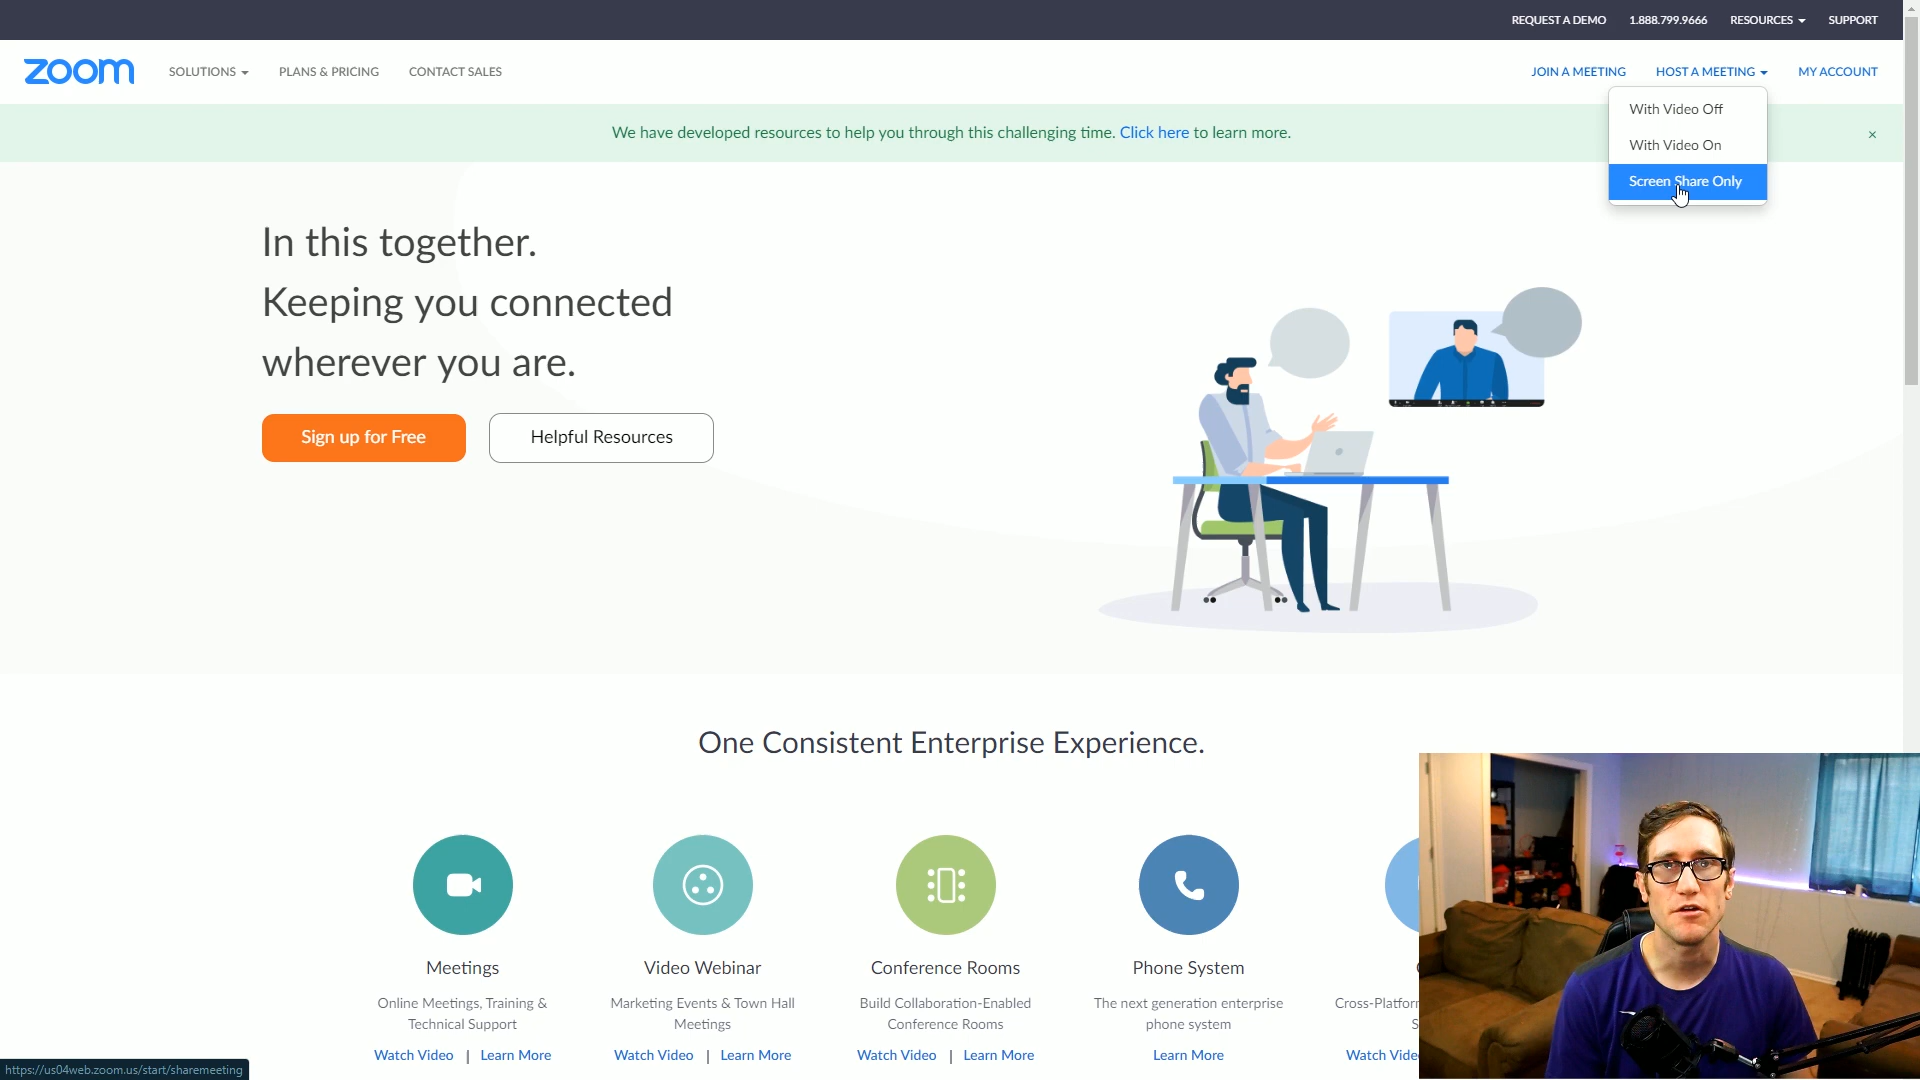 REQUEST A DEMO 1.888.799.9666 RESOURCES SUPPORT
zoom SOLUTIONS PLANS & PRICING CONTACT SALES JOIN A MEETING HOST A MEETING MY ACCOUNT
With Video Off
We have developed resources to help you through this challenging time. Click here to learn more. ×
With Video On
Screen Share Only
In this together.
Keeping you connected
wherever you are.
Sign up for Free Helpful Resources
One Consistent Enterprise Experience.
Meetings
Online Meetings, Training &
Technical Support
Watch Video | Learn More
Video Webinar
Marketing Events & Town Hall
Meetings
Watch Video | Learn More
Conference Rooms
Build Collaboration-Enabled
Conference Rooms
Watch Video | Learn More
Phone System
The next generation enterprise
phone system
Learn More
https://us04web.zoom.us/start/sharemeeting